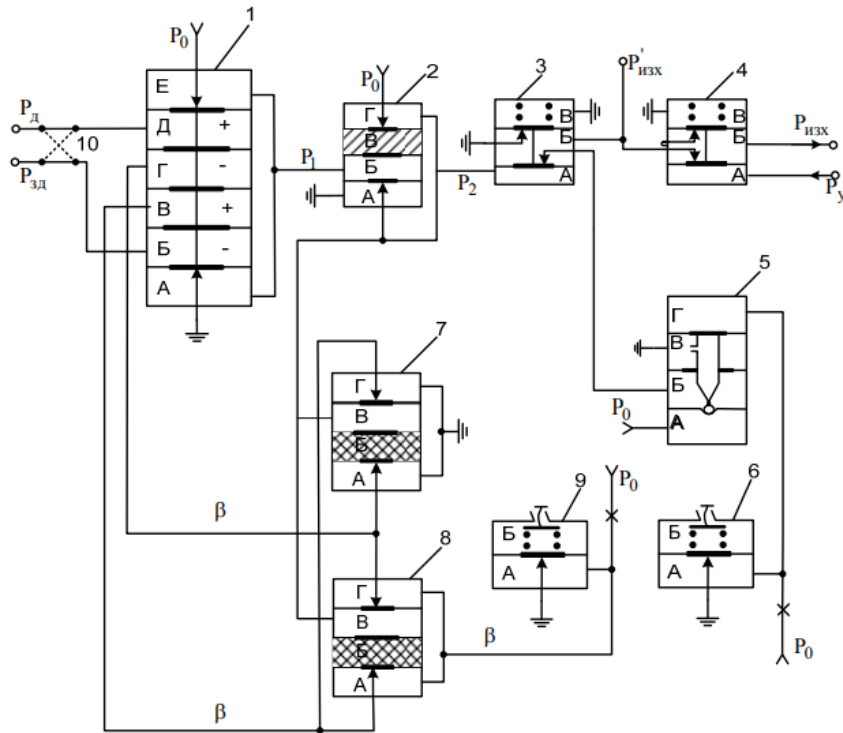 1
P₀
E
Pд
Д +
Pзд
10
Г -
В +
Б -
А
P₁
2
P₀
Г
В
Б
А
P₂
3
В
Б
А
P'изх
4
В
Б
А
Pизх
Pу
5
Г
В
Б
P₀
А
7
Г
В
Б
А
β
8
Г
В
Б
А
β
β
9
Б
А
P₀
6
Б
А
P₀